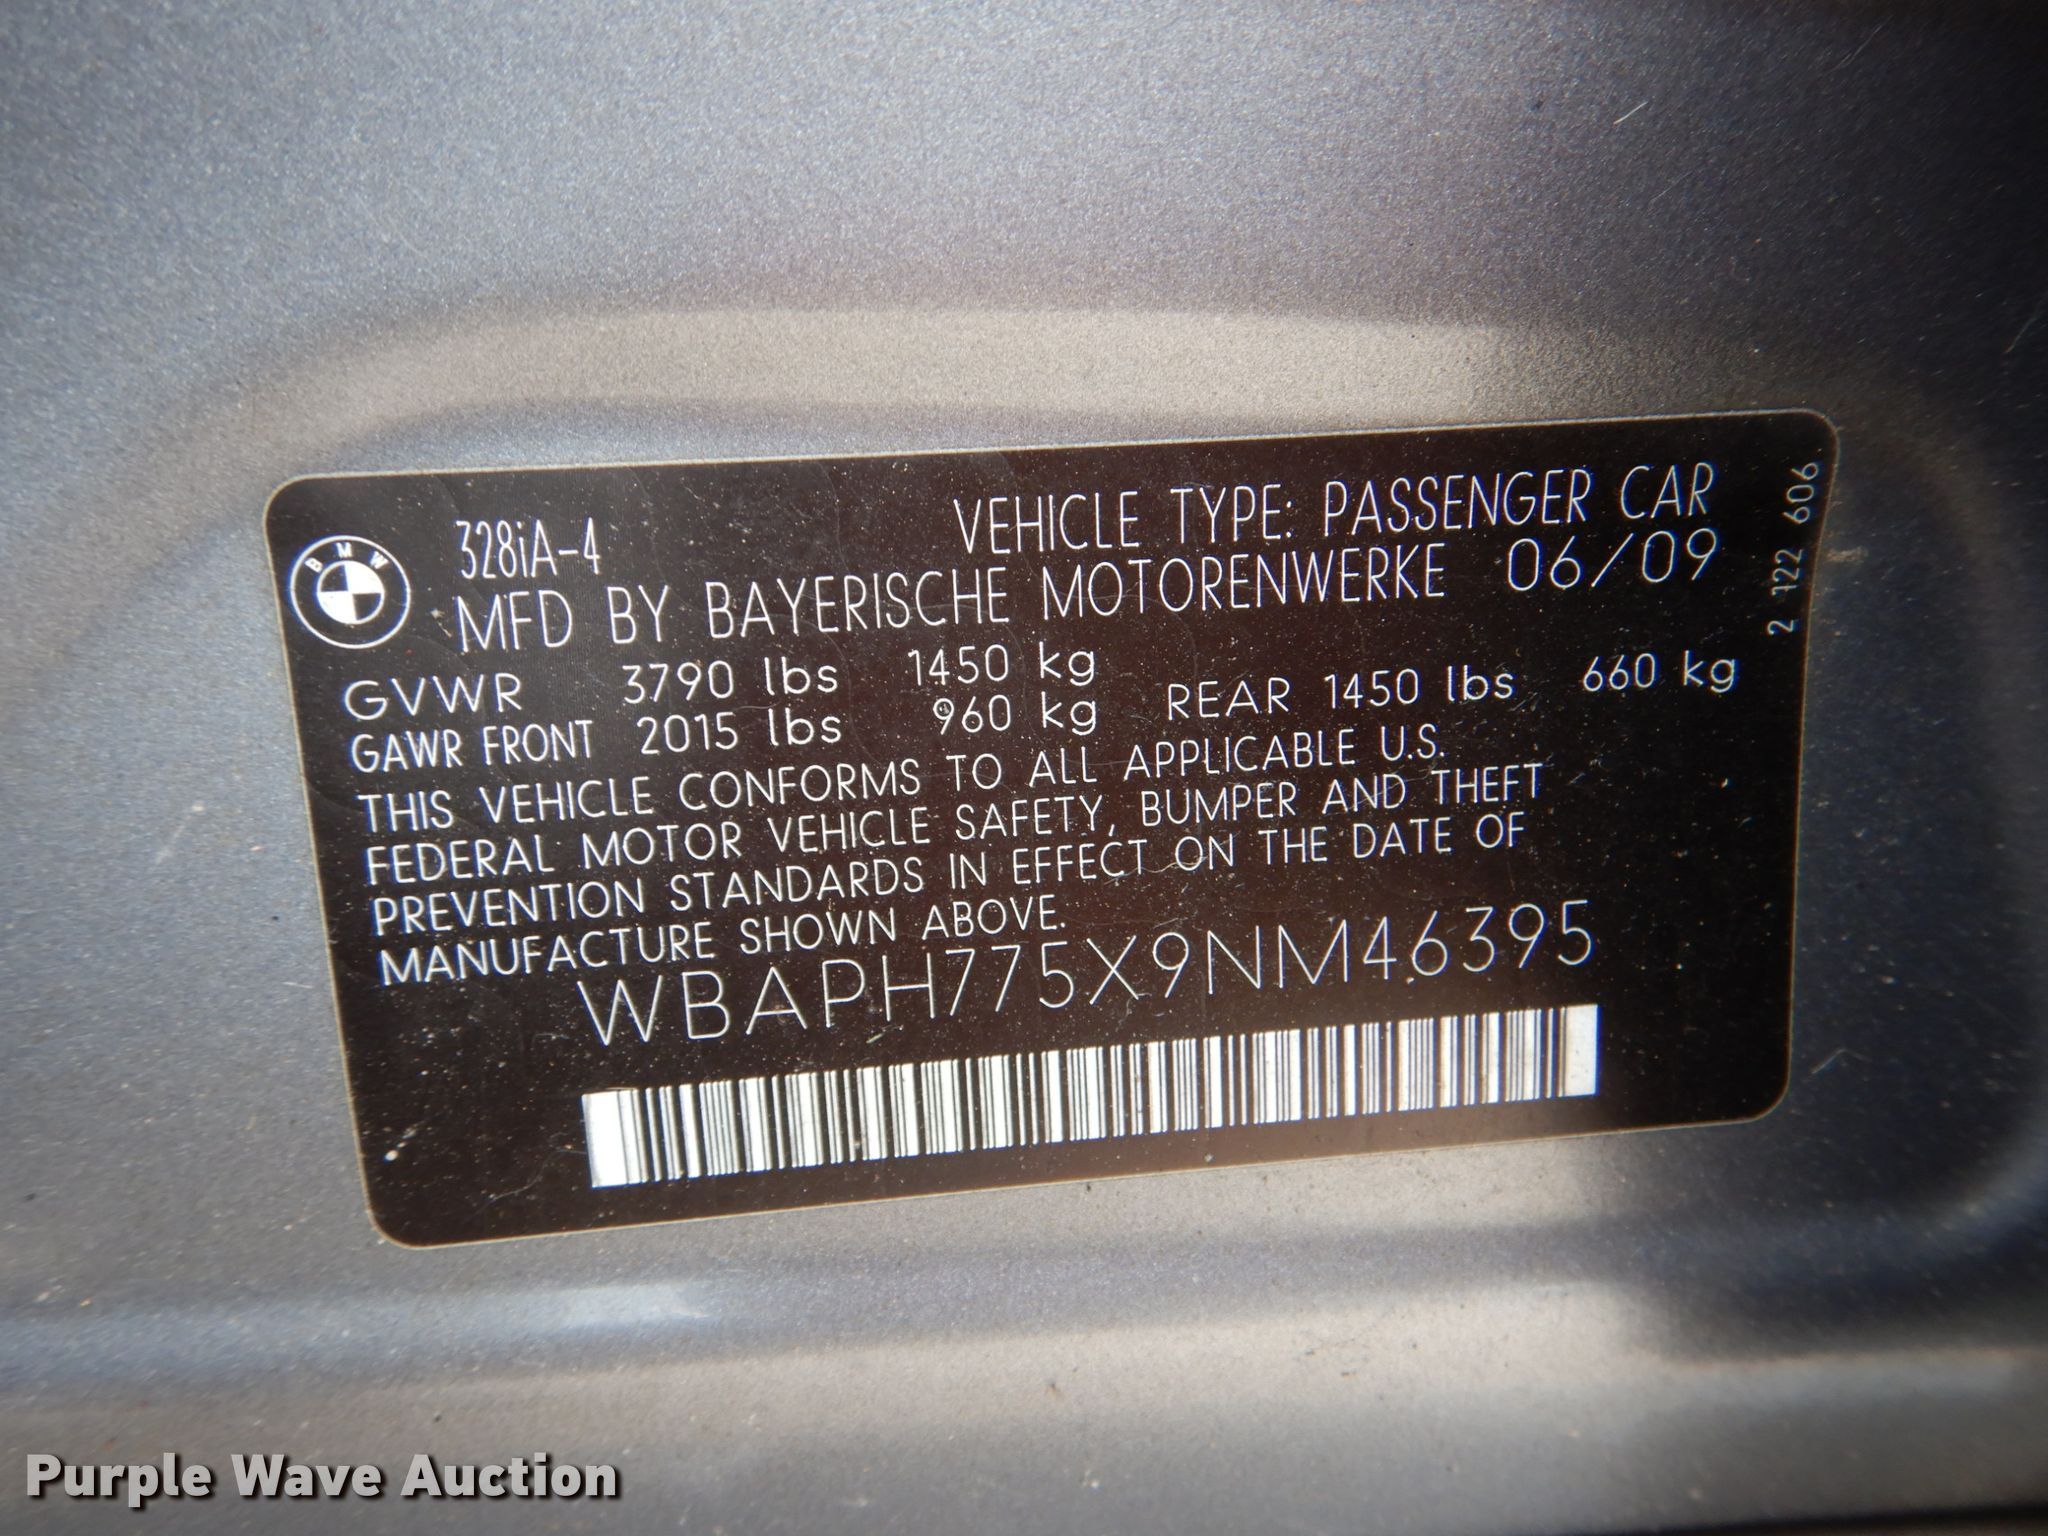 BMW
328iA-4 VEHICLE TYPE: PASSENGER CAR
MFD BY BAYERISCHE MOTORENWERKE 06/09
GVWR 3790 lbs 1450 kg
GAWR FRONT 2015 lbs 960 kg REAR 1450 lbs 660 kg
THIS VEHICLE CONFORMS TO ALL APPLICABLE U.S.
FEDERAL MOTOR VEHICLE SAFETY, BUMPER AND THEFT
PREVENTION STANDARDS IN EFFECT ON THE DATE OF
MANUFACTURE SHOWN ABOVE.
WBAPH775X9NM46395
2 122 606
Purple Wave Auction